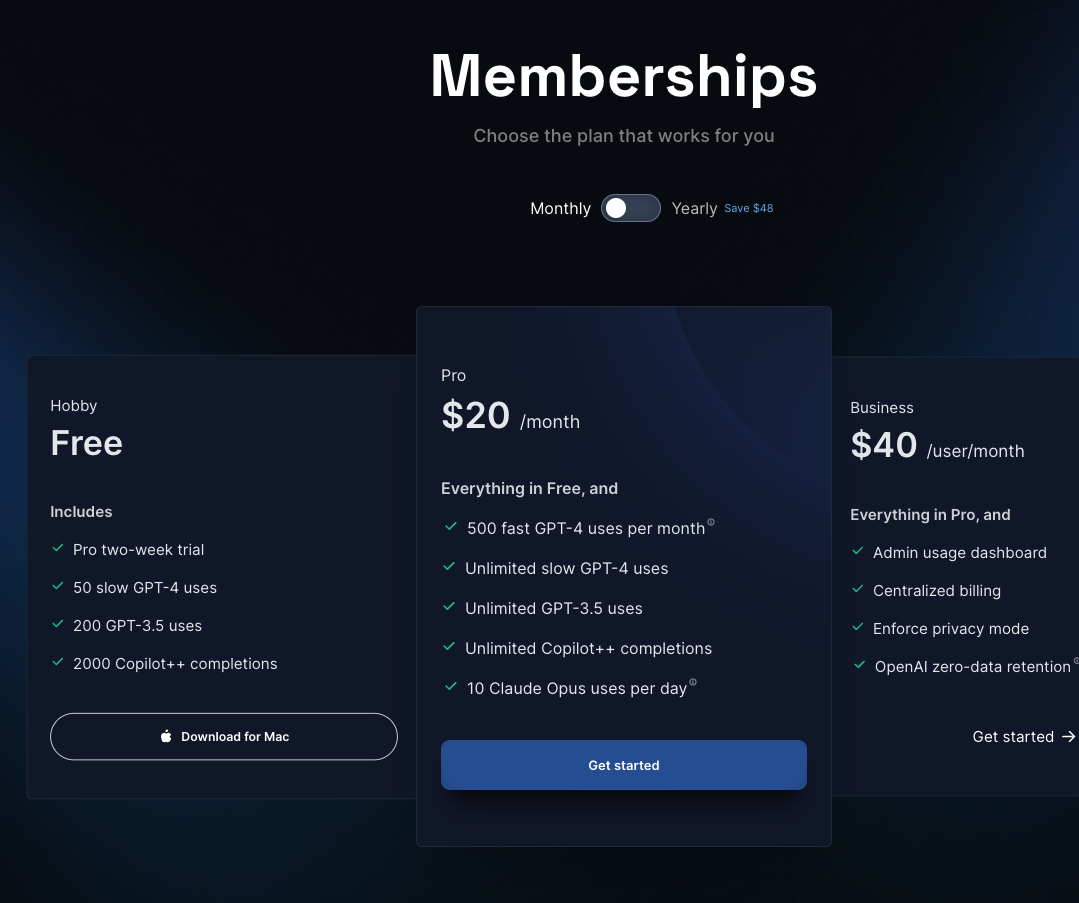 Memberships
Choose the plan that works for you
Monthly
Yearly Save $48
Hobby
Free
Includes
Pro two-week trial
50 slow GPT-4 uses
200 GPT-3.5 uses
2000 Copilot++ completions
Download for Mac
Pro
$20 /month
Everything in Free, and
500 fast GPT-4 uses per month
Unlimited slow GPT-4 uses
Unlimited GPT-3.5 uses
Unlimited Copilot++ completions
10 Claude Opus uses per day
Get started
Business
$40 /user/month
Everything in Pro, and
Admin usage dashboard
Centralized billing
Enforce privacy mode
OpenAI zero-data retention
Get started →